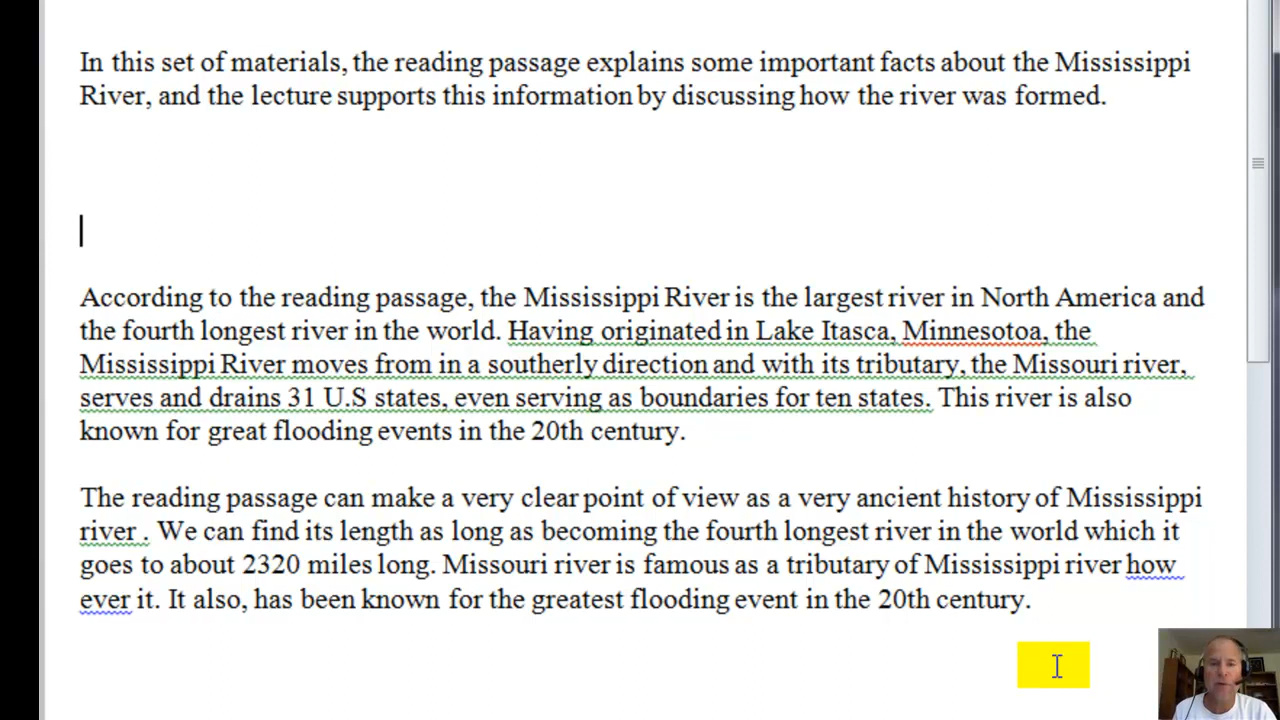 In this set of materials, the reading passage explains some important facts about the Mississippi
River, and the lecture supports this information by discussing how the river was formed.
According to the reading passage, the Mississippi River is the largest river in North America and
the fourth longest river in the world. Having originated in Lake Itasca, Minnesotoa, the
Mississippi River moves from in a southerly direction and with its tributary, the Missouri river,
serves and drains 31 U.S states, even serving as boundaries for ten states. This river is also
known for great flooding events in the 20th century.
The reading passage can make a very clear point of view as a very ancient history of Mississippi
river . We can find its length as long as becoming the fourth longest river in the world which it
goes to about 2320 miles long. Missouri river is famous as a tributary of Mississippi river how
ever it. It also, has been known for the greatest flooding event in the 20th century.